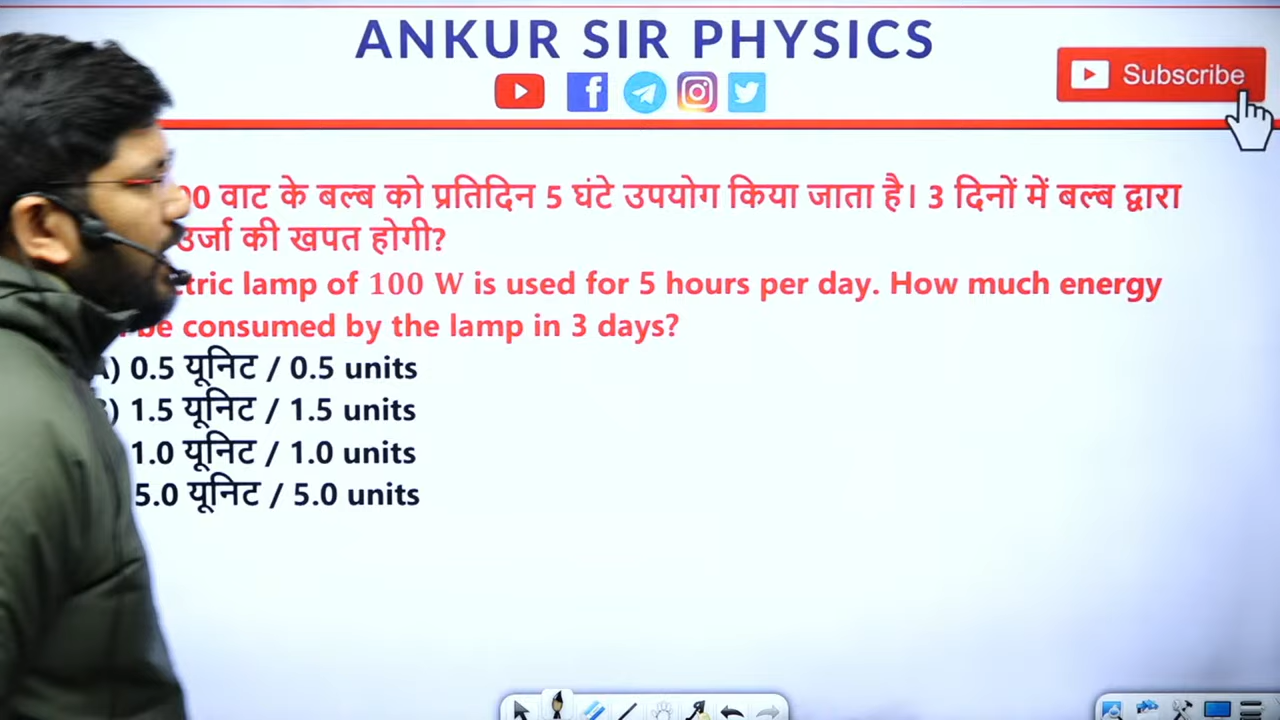 ANKUR SIR PHYSICS
Subscribe
वाट के बल्ब को प्रतिदिन 5 घंटे उपयोग किया जाता है। 3 दिनों में बल्ब द्वारा
उर्जा की खपत होगी?
lamp of 100 W is used for 5 hours per day. How much energy
be consumed by the lamp in 3 days?
0.5 यूनिट / 0.5 units
1.5 यूनिट / 1.5 units
1.0 यूनिट / 1.0 units
5.0 यूनिट / 5.0 units